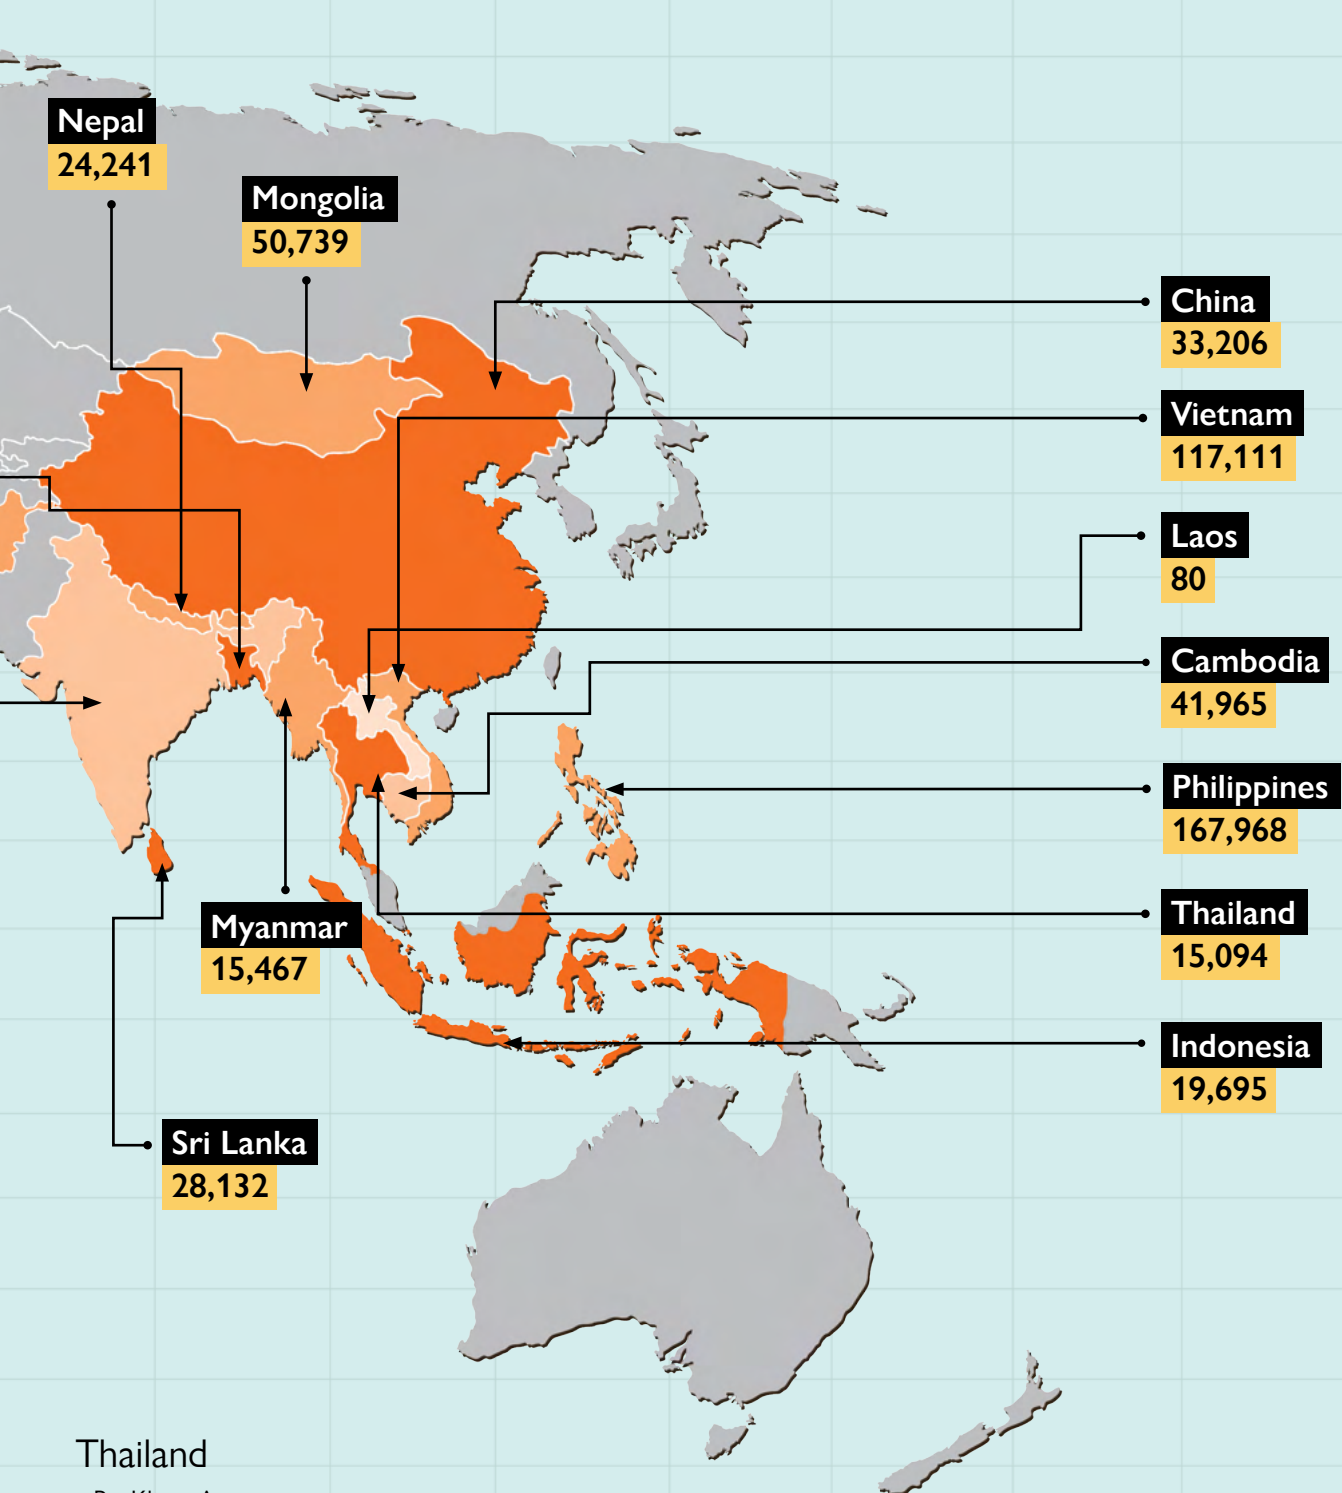 Nepal
24,241
Mongolia
50,739
China
33,206
Vietnam
117,111
Laos
80
Cambodia
41,965
Philippines
167,968
Thailand
15,094
Myanmar
15,467
Indonesia
19,695
Sri Lanka
28,132
Thailand